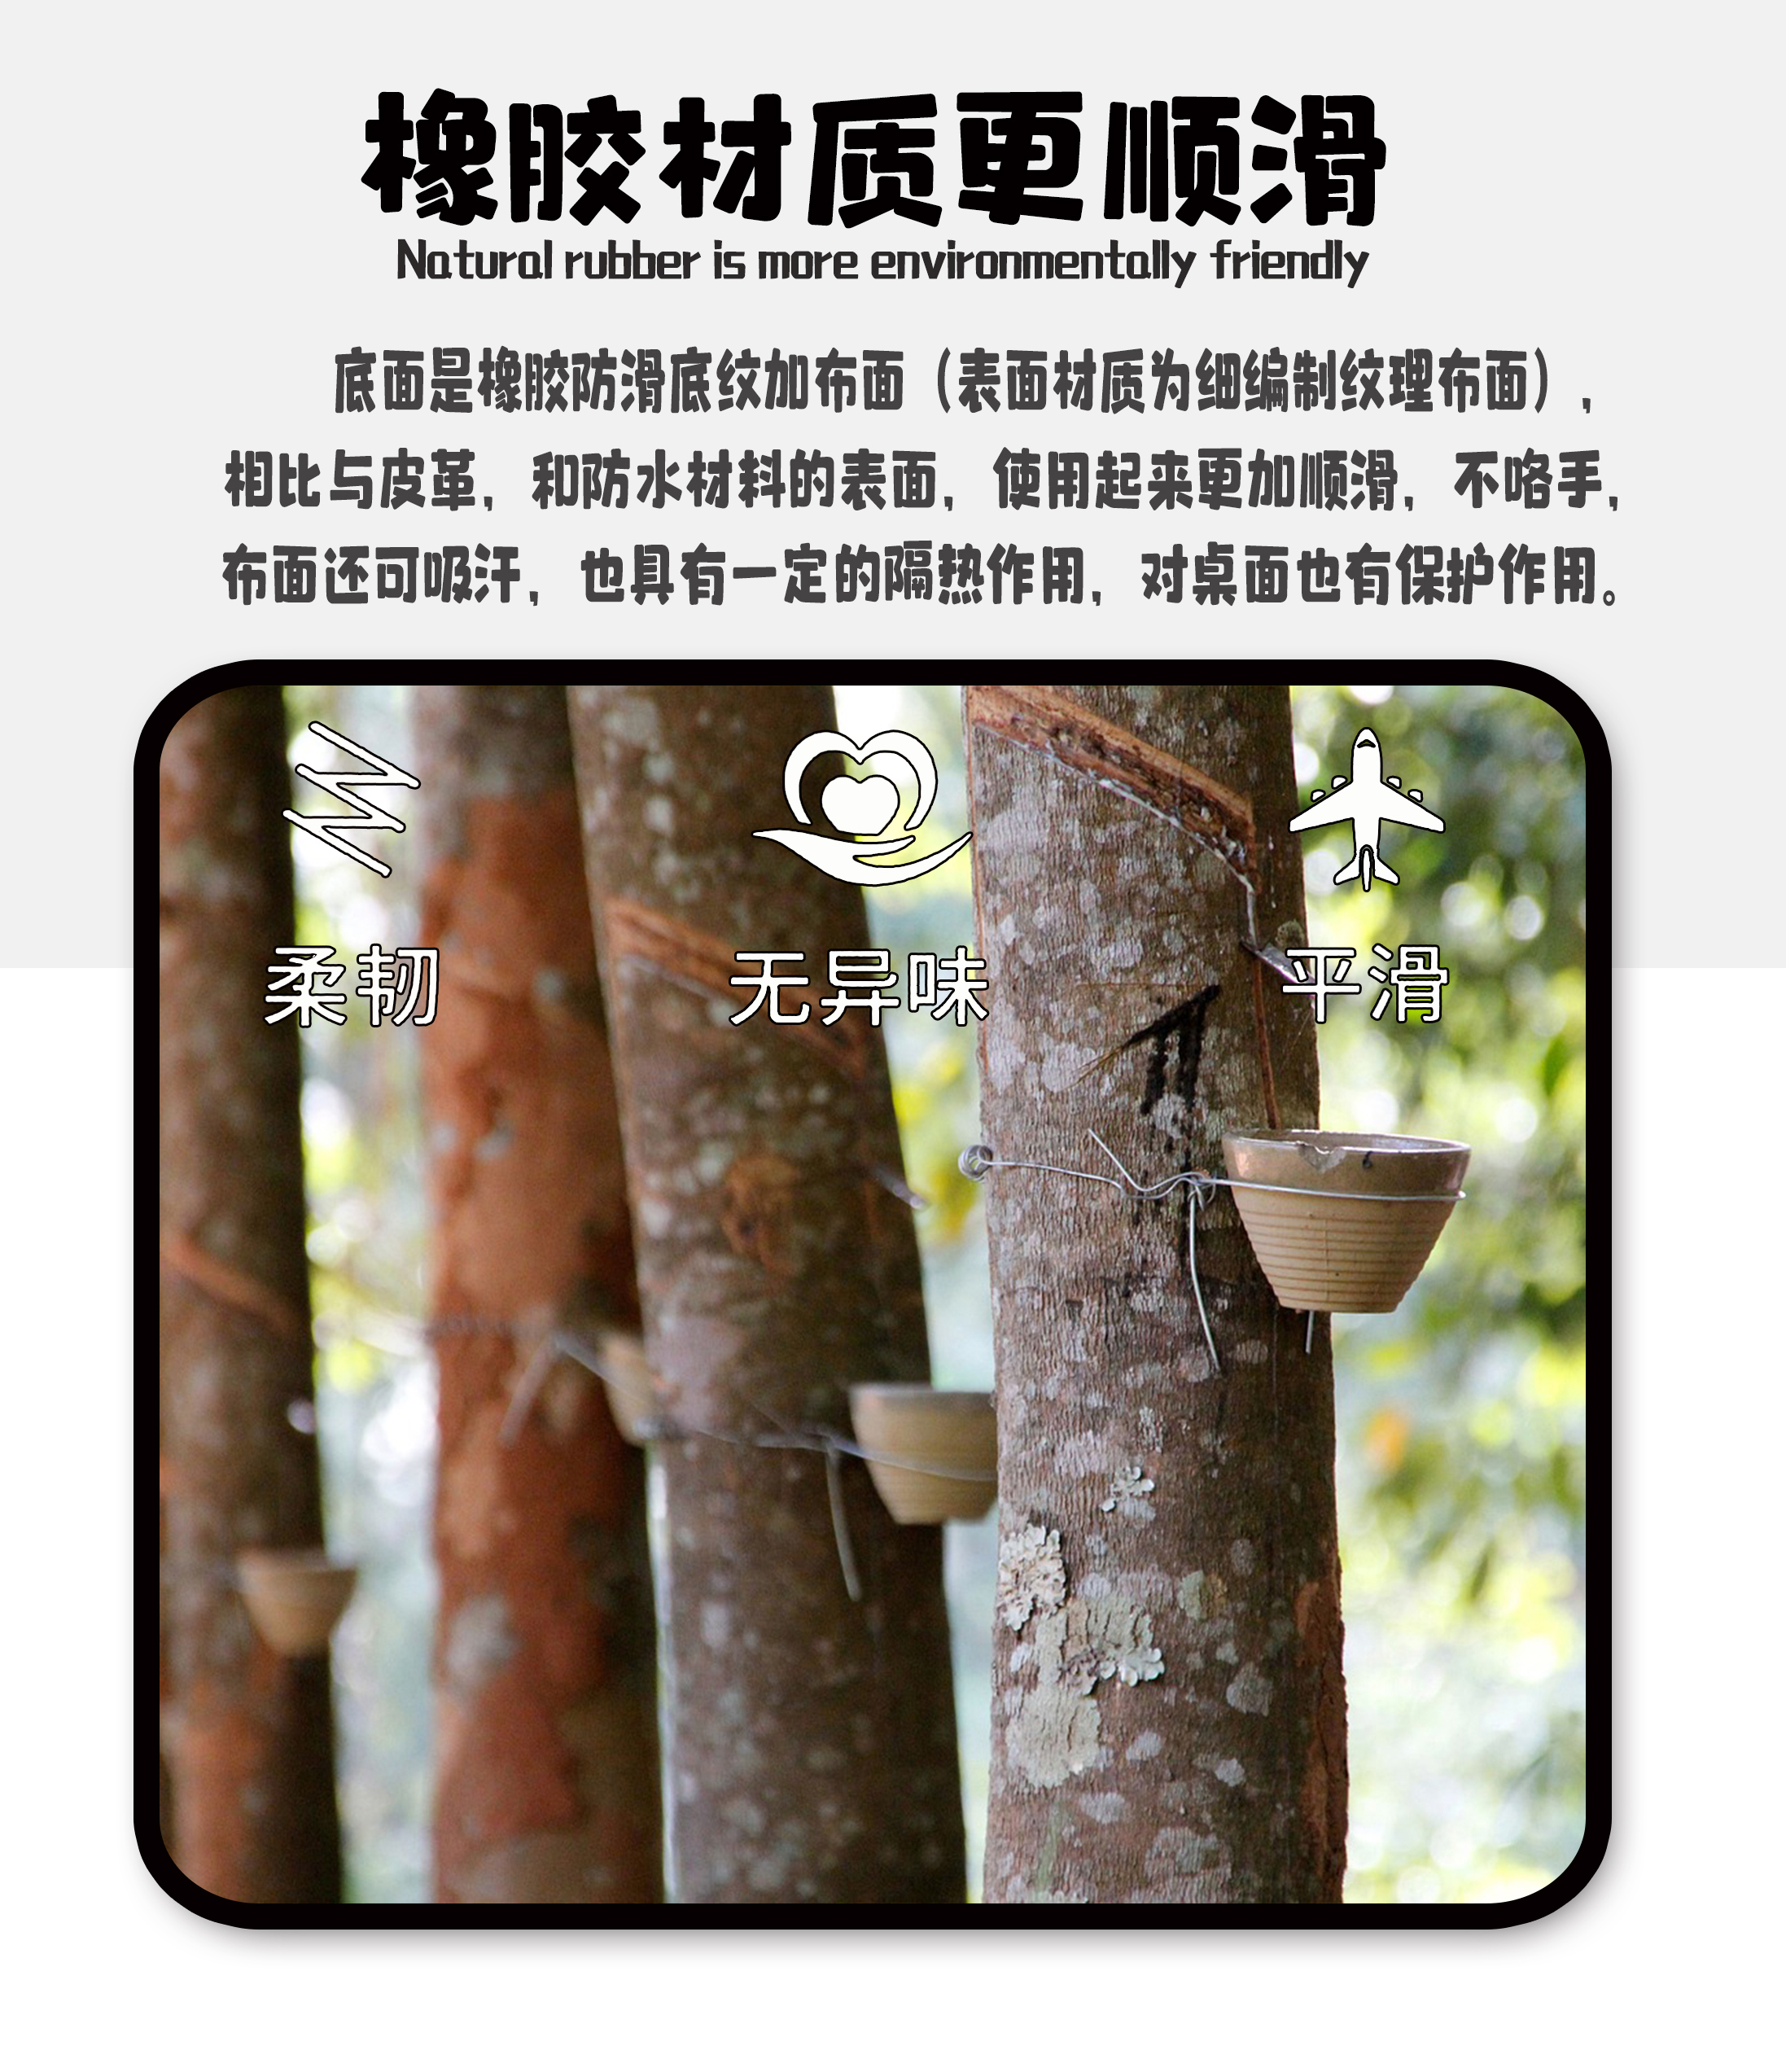 橡胶材质更顺滑
Natural rubber is more environmentally friendly
底面是橡胶防滑底纹加布面（表面材质为细编制纹理布面），
相比与皮革，和防水材料的表面，使用起来更加顺滑，不咯手，
布面还可吸汗，也具有一定的隔热作用，对桌面也有保护作用。
柔韧 无异味 平滑